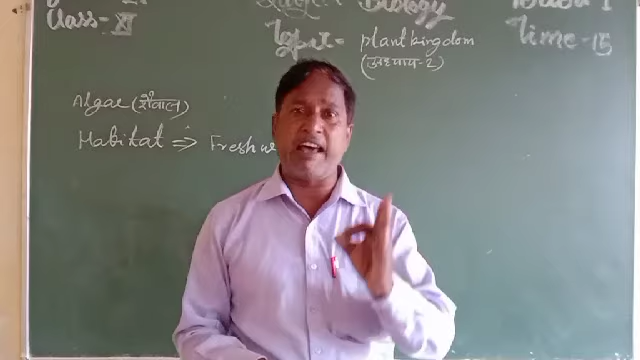 Class - XI
Biology
Topic = plant kingdom
(अध्याय - 2)
Time - 15
Algae (शैवाल)
Habitat ⇒ Fresh